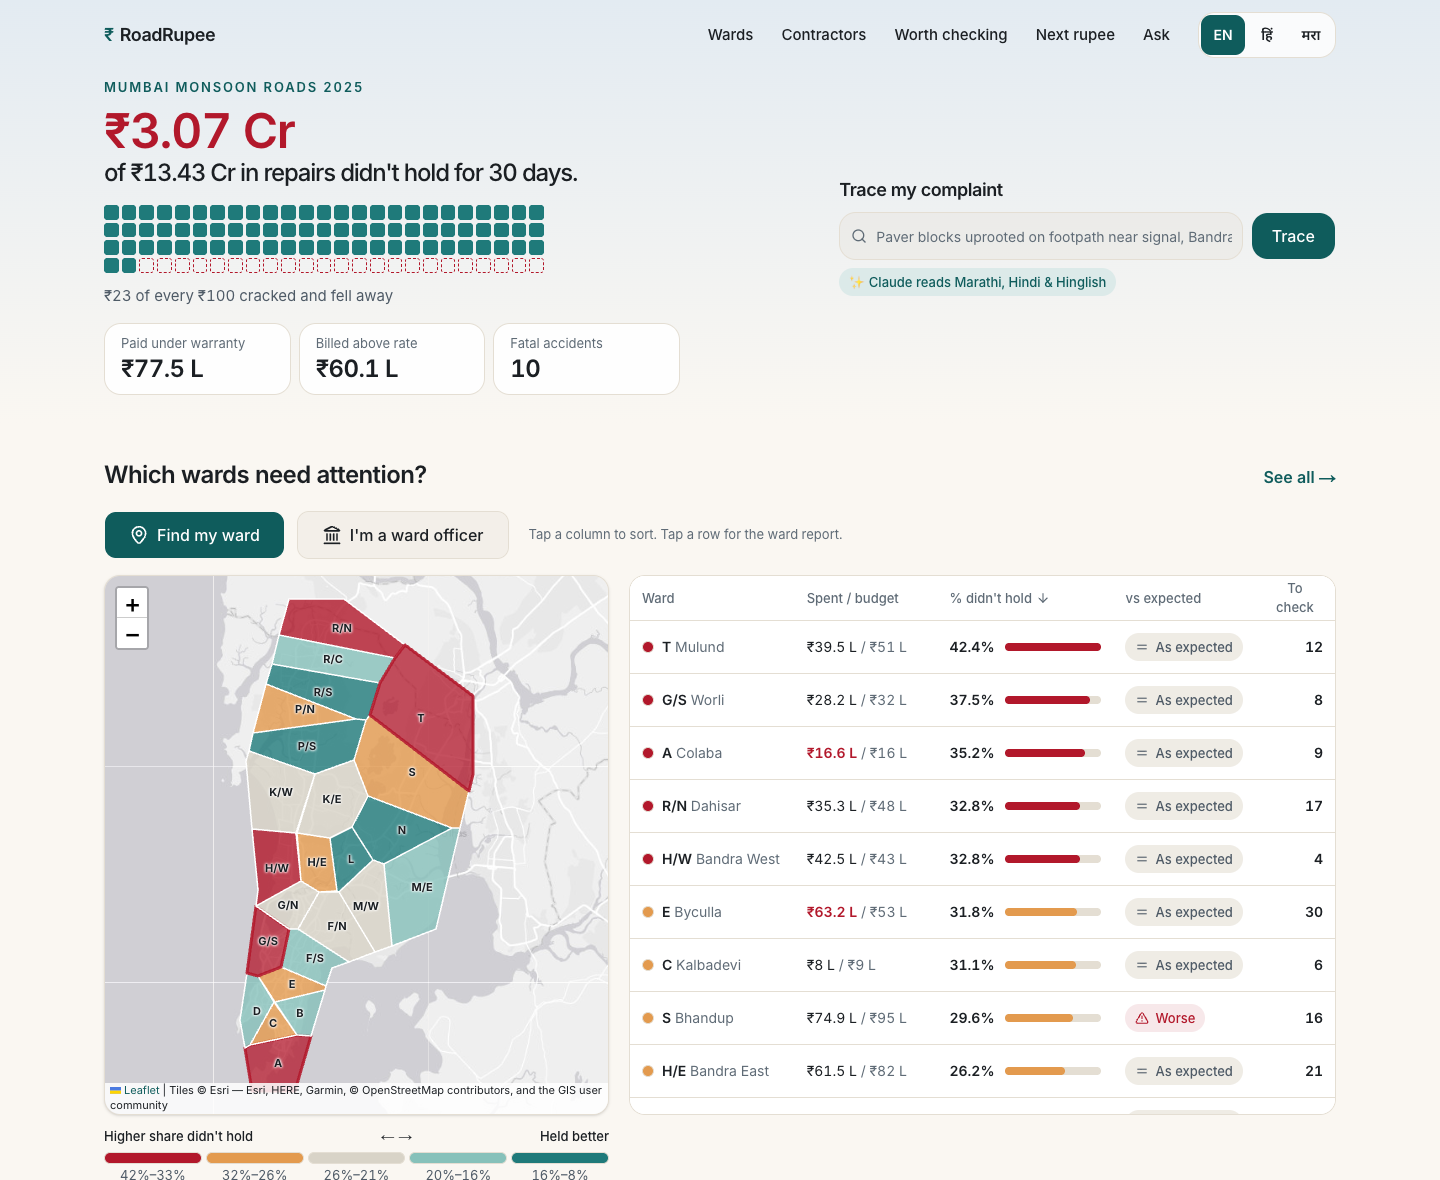 ₹ RoadRupee
Wards Contractors Worth checking Next rupee Ask EN हिं मरा
MUMBAI MONSOON ROADS 2025
₹3.07 Cr
of ₹13.43 Cr in repairs didn't hold for 30 days.
₹23 of every ₹100 cracked and fell away
Paid under warranty
₹77.5 L
Billed above rate
₹60.1 L
Fatal accidents
10
Trace my complaint
Paver blocks uprooted on footpath near signal, Bandra
Trace
✨ Claude reads Marathi, Hindi & Hinglish
Which wards need attention?
See all →
Find my ward
I'm a ward officer
Tap a column to sort. Tap a row for the ward report.
+
−
R/N
R/C
R/S
P/N
T
P/S
S
K/W
K/E
N
H/W
H/E
L
M/E
G/N
M/W
F/N
G/S
F/S
E
D
B
C
A
Leaflet | Tiles © Esri — Esri, HERE, Garmin, © OpenStreetMap contributors, and the GIS user
community
Higher share didn't hold ←→ Held better
42%–33% 32%–26% 26%–21% 20%–16% 16%–8%
Ward Spent / budget % didn't hold ↓ vs expected To check
T Mulund ₹39.5 L / ₹51 L 42.4% = As expected 12
G/S Worli ₹28.2 L / ₹32 L 37.5% = As expected 8
A Colaba ₹16.6 L / ₹16 L 35.2% = As expected 9
R/N Dahisar ₹35.3 L / ₹48 L 32.8% = As expected 17
H/W Bandra West ₹42.5 L / ₹43 L 32.8% = As expected 4
E Byculla ₹63.2 L / ₹53 L 31.8% = As expected 30
C Kalbadevi ₹8 L / ₹9 L 31.1% = As expected 6
S Bhandup ₹74.9 L / ₹95 L 29.6% Worse 16
H/E Bandra East ₹61.5 L / ₹82 L 26.2% = As expected 21